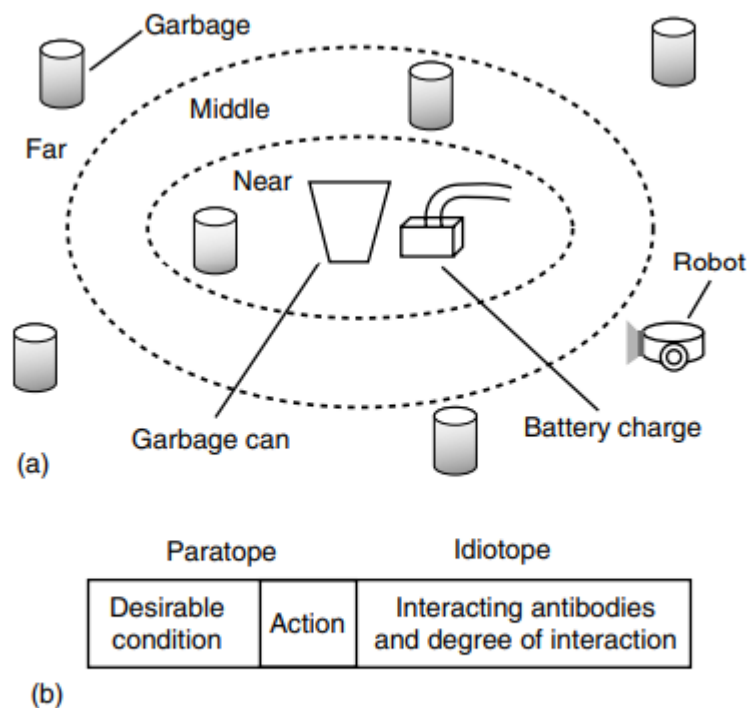 Garbage
Middle
Far
Near
Robot
Garbage can
Battery charge
(a)
Paratope
Idiotope
Desirable
condition
Action
Interacting antibodies
and degree of interaction
(b)